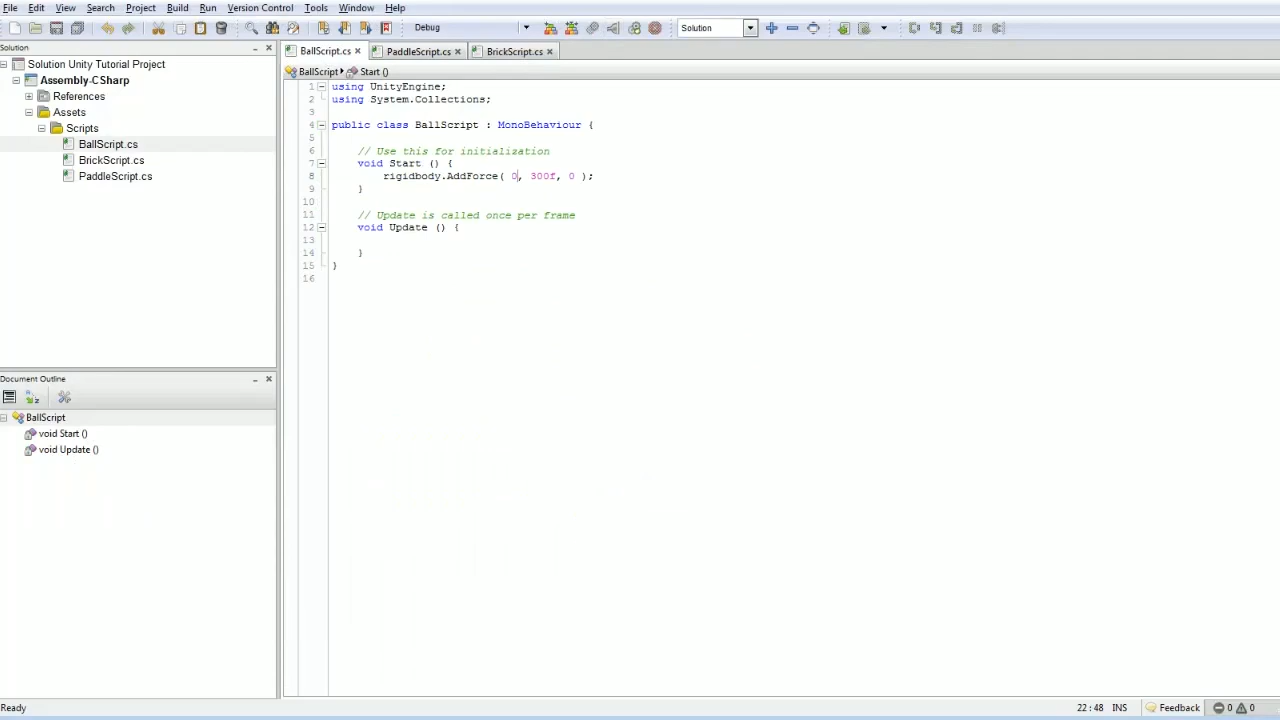 File Edit View Search Project Build Run Version Control Tools Window Help
Debug
Solution
Solution
Solution Unity Tutorial Project
Assembly-CSharp
References
Assets
Scripts
BallScript.cs
BrickScript.cs
PaddleScript.cs
Document Outline
BallScript
void Start ()
void Update ()
BallScript.cs PaddleScript.cs BrickScript.cs
BallScript Start ()
1 using UnityEngine;
2 using System.Collections;
3
4 public class BallScript : MonoBehaviour {
5
6 // Use this for initialization
7 void Start () {
8 rigidbody.AddForce( 0, 300f, 0 );
9 }
10
11 // Update is called once per frame
12 void Update () {
13
14 }
15 }
16
Ready
22 : 48 INS Feedback 0 0